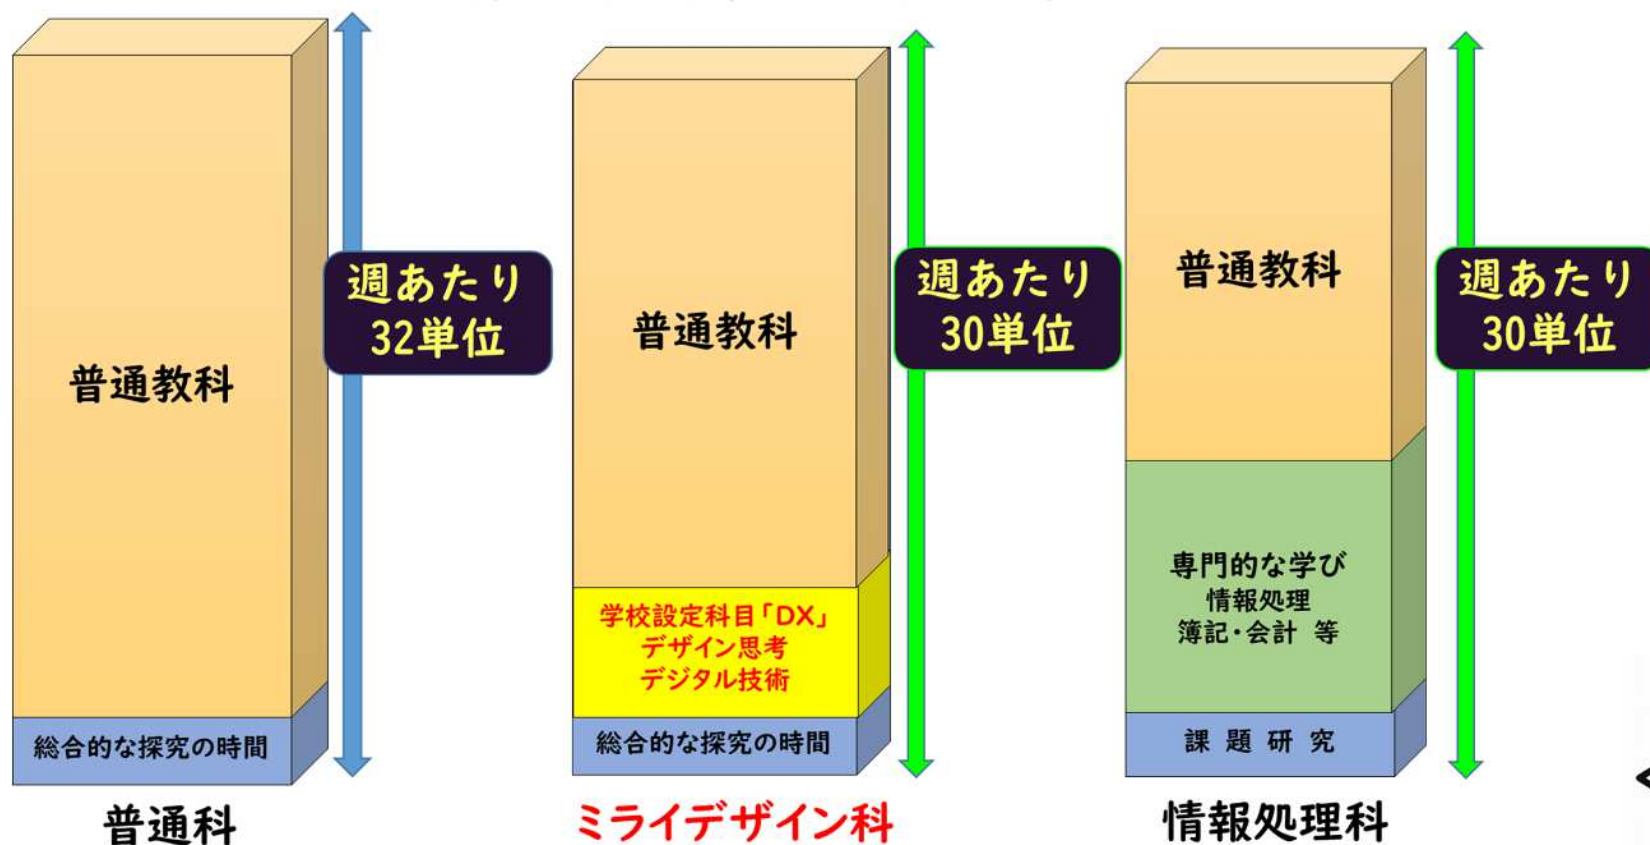 普通教科
総合的な探究の時間
普通科
週あたり
32単位
普通教科
学校設定科目「DX」
デザイン思考
デジタル技術
総合的な探究の時間
ミライデザイン科
週あたり
30単位
普通教科
専門的な学び
情報処理
簿記・会計 等
課題研究
情報処理科
週あたり
30単位